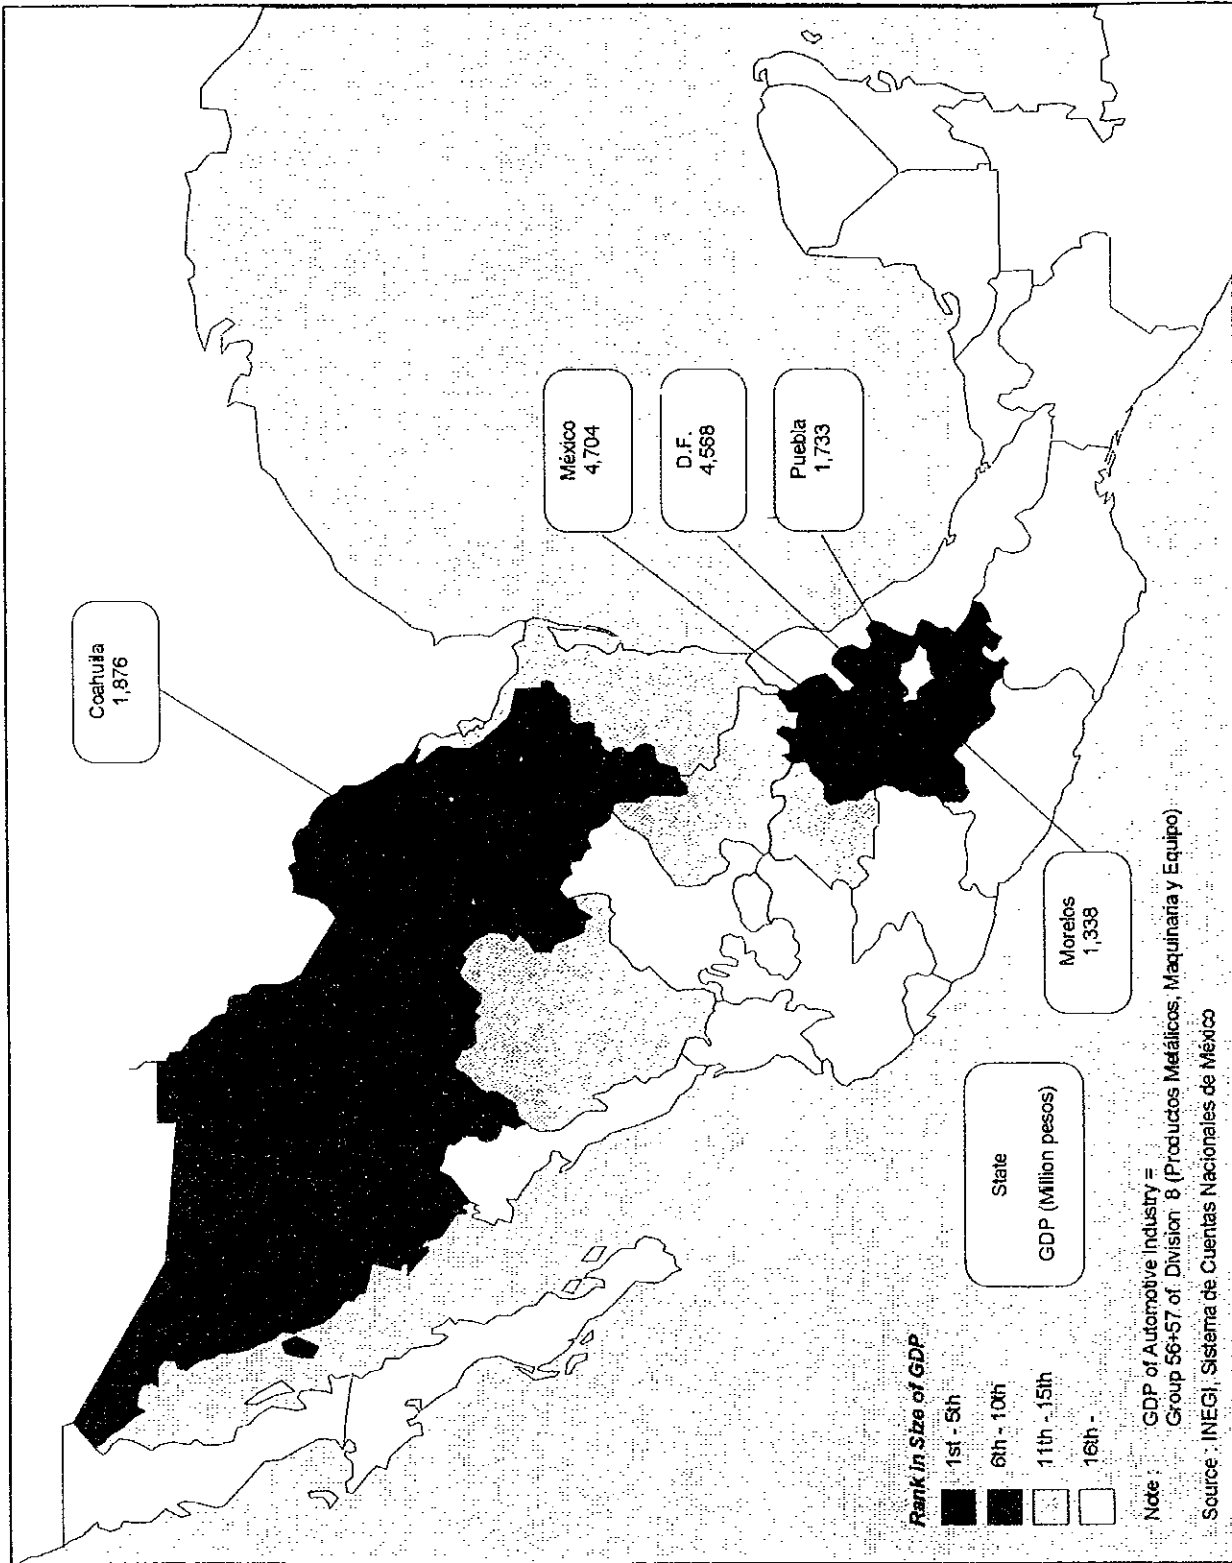 Coahuila
1,876
México
4,704
D.F.
4,568
Puebla
1,733
Morelos
1,338
State
GDP (Million pesos)
Rank in Size of GDP
1st - 5th
6th - 10th
11th - 15th
16th -
Note : GDP of Automotive Industry =
Group 56+57 of Division 8 (Productos Metálicos, Maquinaria y Equipo)
Source : INEGI, Sistema de Cuentas Nacionales de México